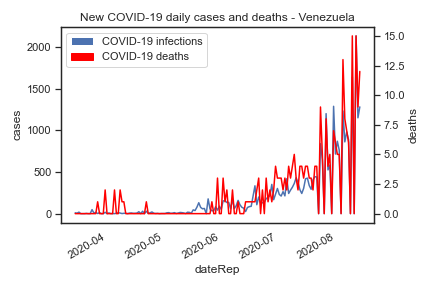 New COVID-19 daily cases and deaths - Venezuela
COVID-19 infections
COVID-19 deaths
2000
1500
1000
500
0
cases
15.0
12.5
10.0
7.5
5.0
2.5
0.0
deaths
2020-04
2020-05
2020-06
2020-07
2020-08
dateRep